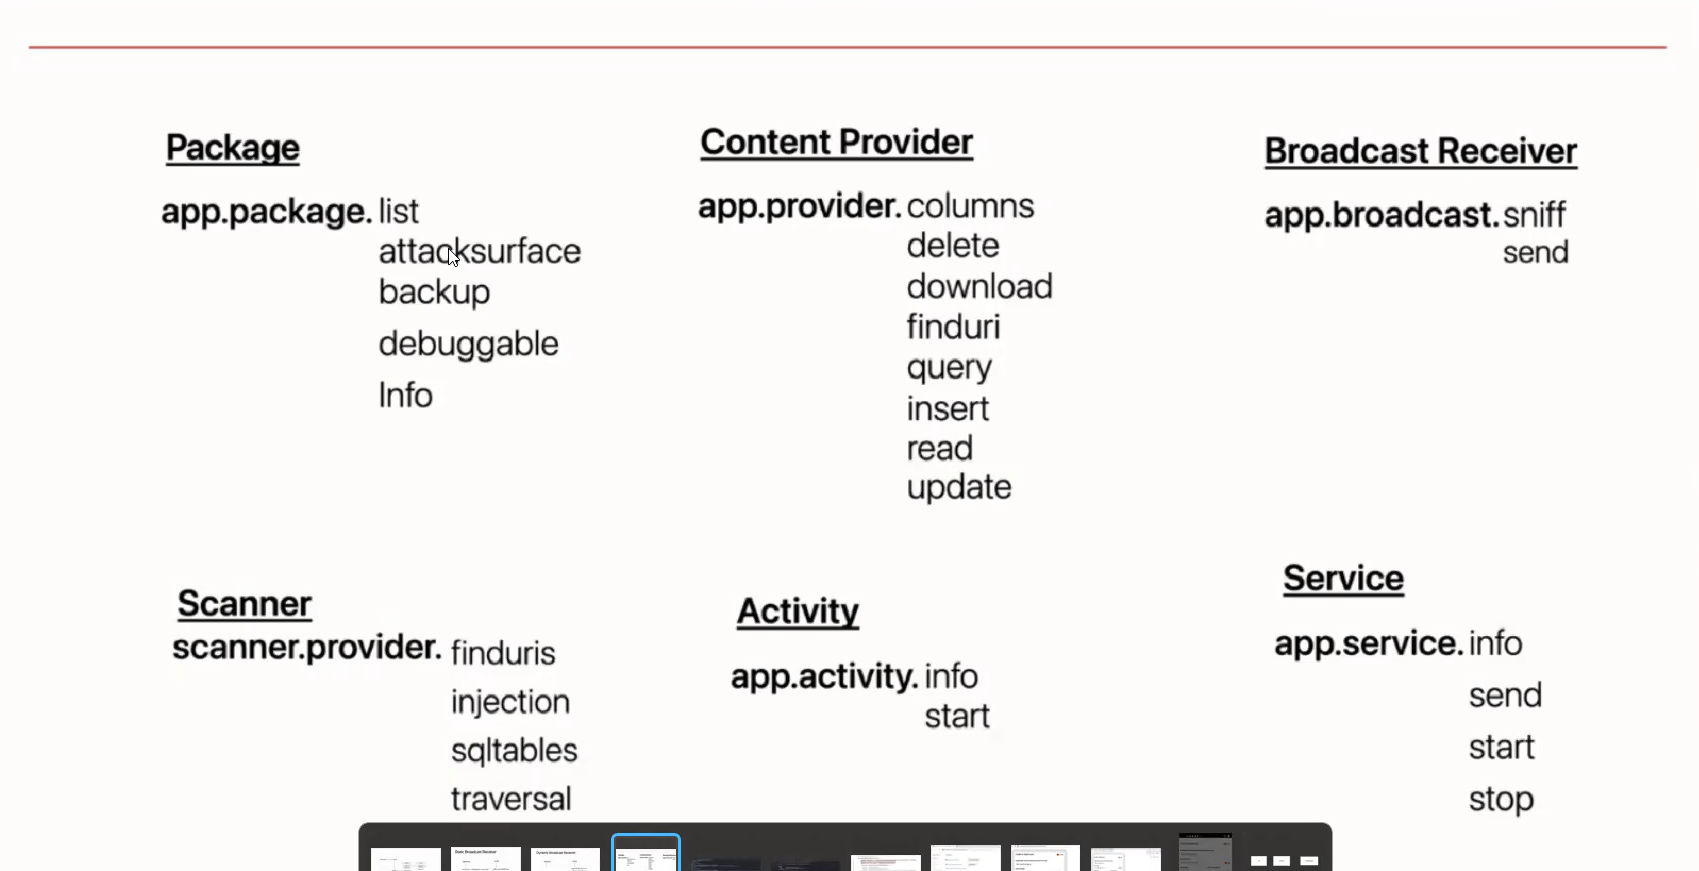 Package
app.package. list
attacksurface
backup
debuggable
Info
Content Provider
app.provider. columns
delete
download
finduri
query
insert
read
update
Broadcast Receiver
app.broadcast. sniff
send
Scanner
scanner.provider. finduris
injection
sqltables
traversal
Activity
app.activity. info
start
Service
app.service. info
send
start
stop